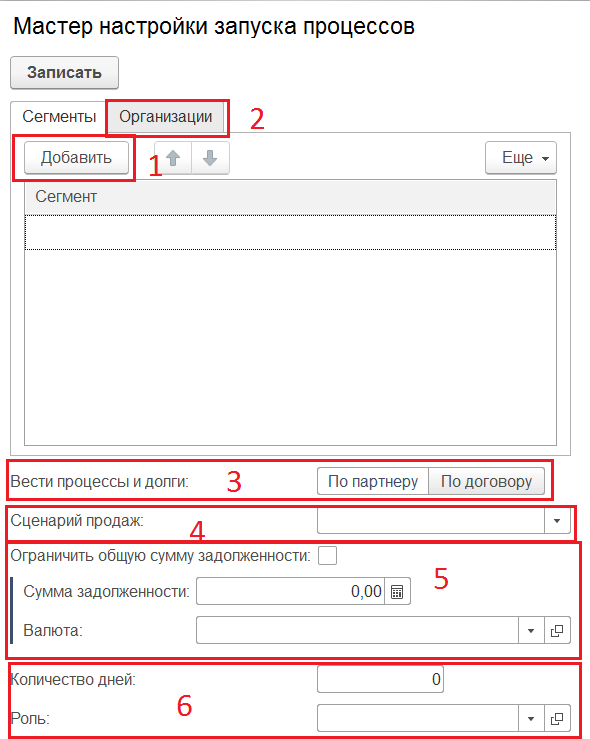 Мастер настройки запуска процессов
Записать
Сегменты Организации 2
Добавить 1 Еще
Сегмент
Вести процессы и долги: 3 По партнеру По договору
Сценарий продаж: 4
Ограничить общую сумму задолженности:
Сумма задолженности: 0,00 5
Валюта:
Количество дней: 0
6
Роль: